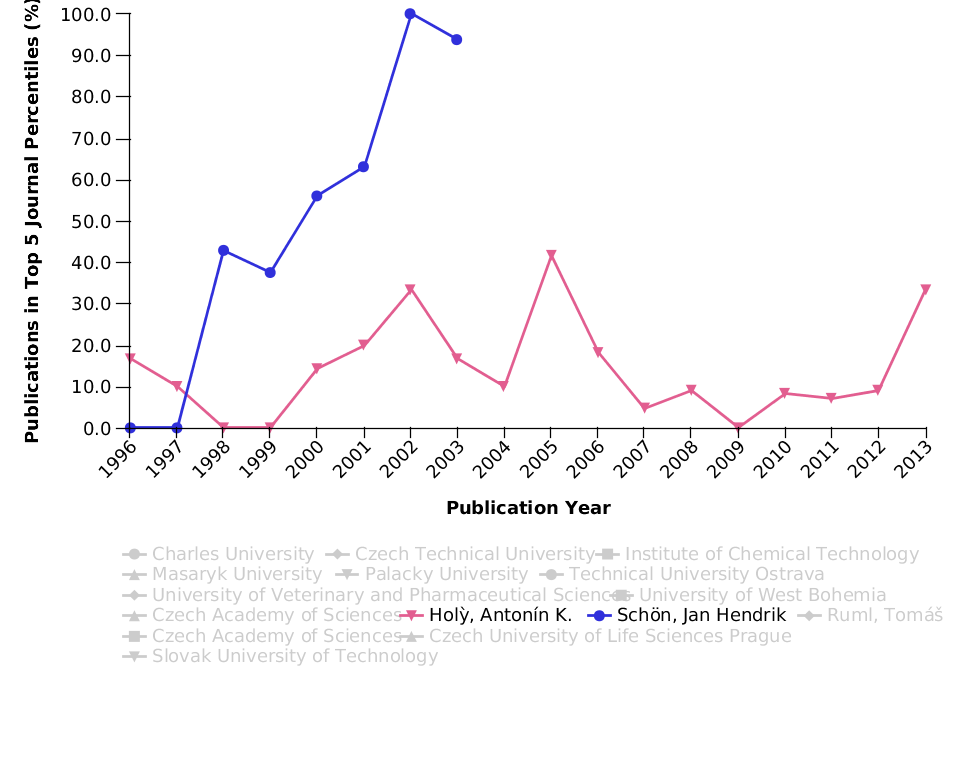 Publications in Top 5 Journal Percentiles (%)
100.0
90.0
80.0
70.0
60.0
50.0
40.0
30.0
20.0
10.0
0.0
1996 1997 1998 1999 2000 2001 2002 2003 2004 2005 2006 2007 2008 2009 2010 2011 2012 2013
Publication Year
Charles University Czech Technical University Institute of Chemical Technology
Masaryk University Palacky University Technical University Ostrava
University of Veterinary and Pharmaceutical Sciences University of West Bohemia
Czech Academy of Sciences Holỳ, Antonín K. Schön, Jan Hendrik Ruml, Tomáš
Czech Academy of Sciences Czech University of Life Sciences Prague
Slovak University of Technology